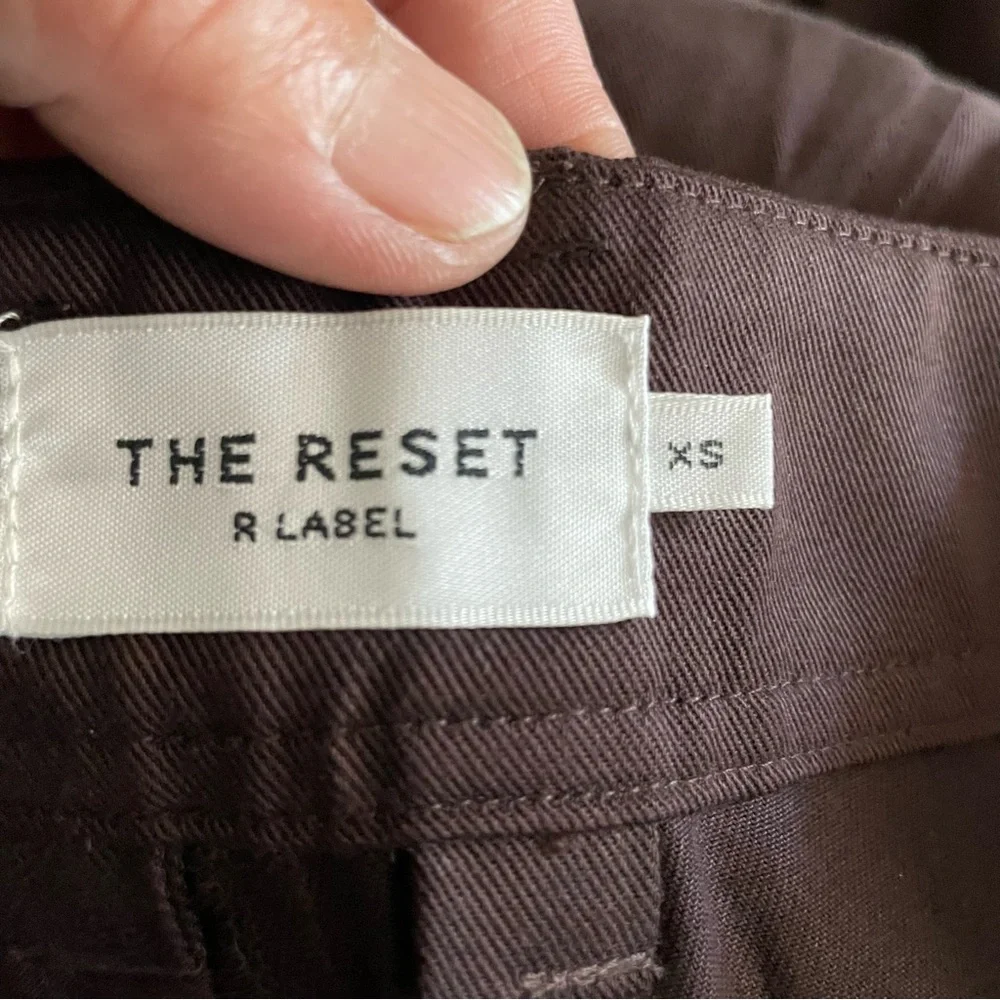 THE RESET
R LABEL
XS